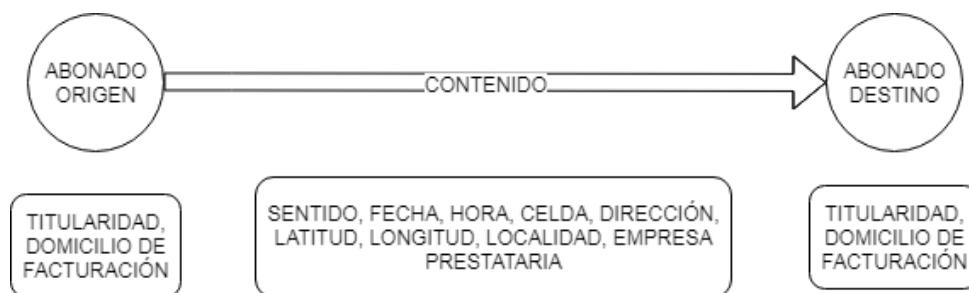 ABONADO
ORIGEN
CONTENIDO
ABONADO
DESTINO
TITULARIDAD,
DOMICILIO DE
FACTURACIÓN
SENTIDO, FECHA, HORA, CELDA, DIRECCIÓN,
LATITUD, LONGITUD, LOCALIDAD, EMPRESA
PRESTATARIA
TITULARIDAD,
DOMICILIO DE
FACTURACIÓN